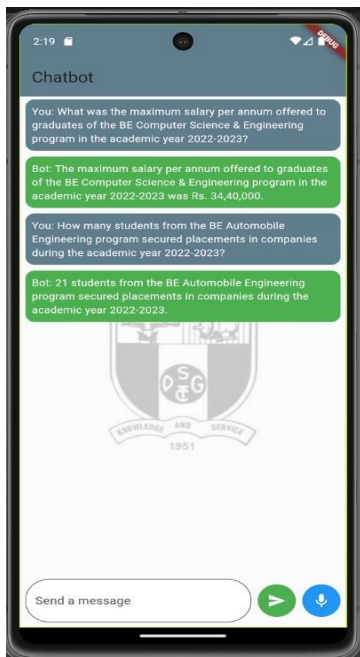 2:19
DEBUG
Chatbot
You: What was the maximum salary per annum offered to
graduates of the BE Computer Science & Engineering
program in the academic year 2022-2023?
Bot: The maximum salary per annum offered to graduates
of the BE Computer Science & Engineering program in the
academic year 2022-2023 was Rs. 34,40,000.
You: How many students from the BE Automobile
Engineering program secured placements in companies
during the academic year 2022-2023?
Bot: 21 students from the BE Automobile Engineering
program secured placements in companies during the
academic year 2022-2023.
KNOWLEDGE AND SERVICE
1951
Send a message